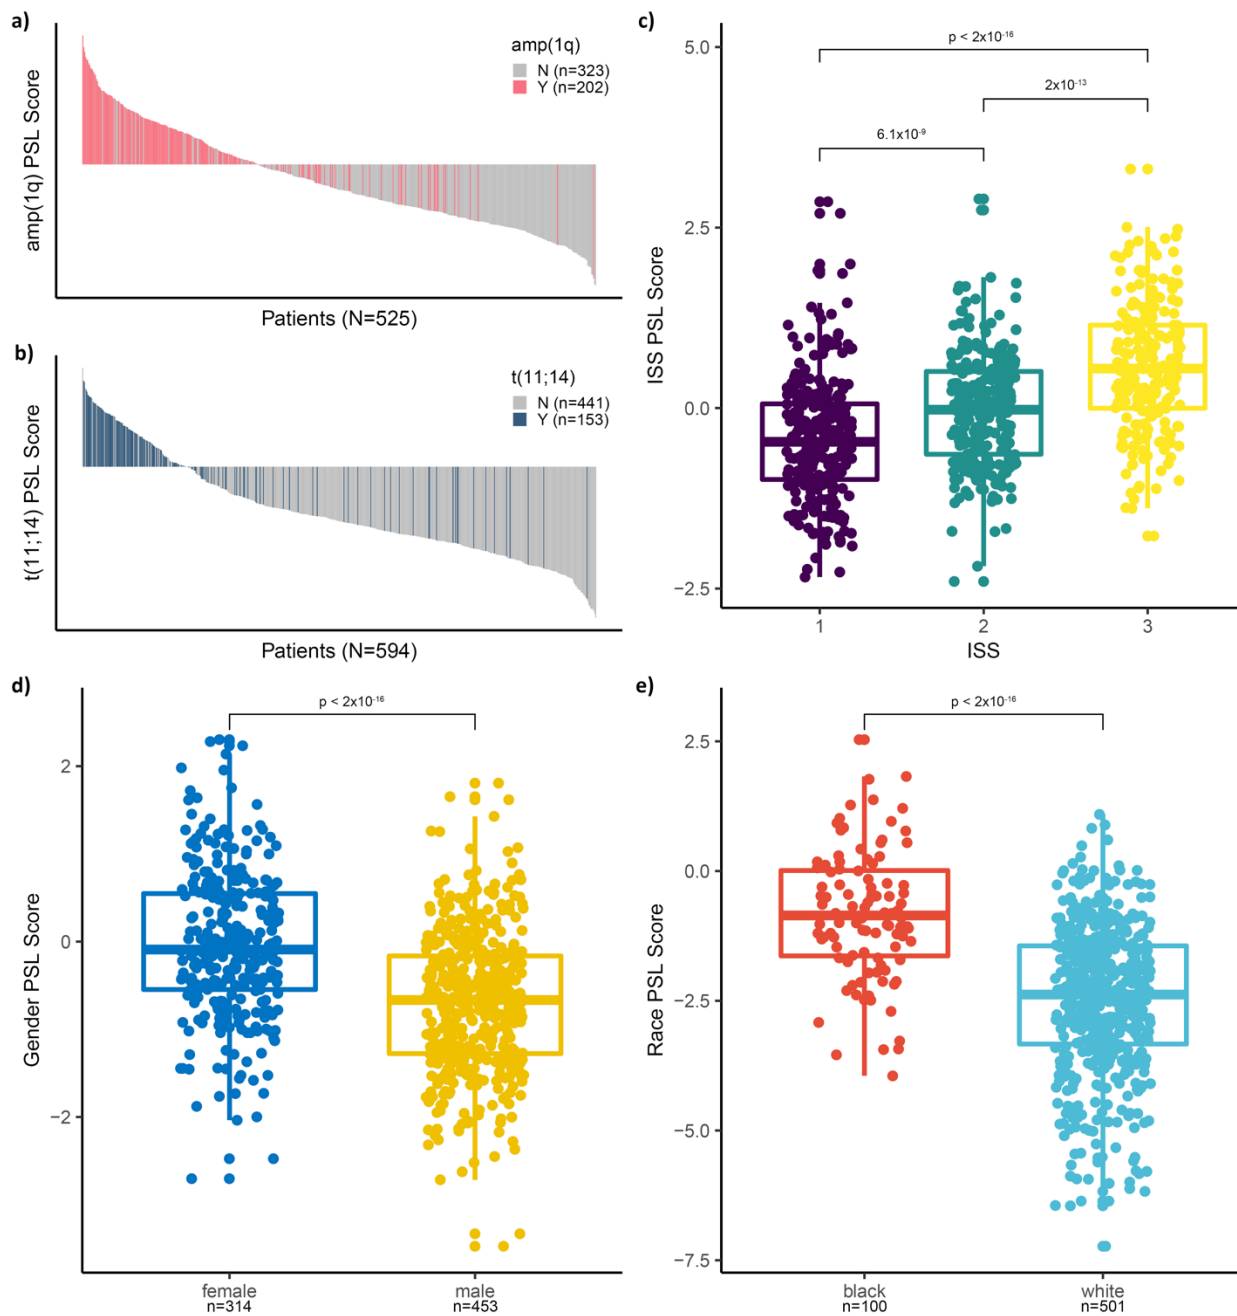 a)
amp(1q) PSL Score
amp(1q)
N (n=323)
Y (n=202)
Patients (N=525)
b)
t(11;14) PSL Score
t(11;14)
N (n=441)
Y (n=153)
Patients (N=594)
c)
ISS PSL Score
5.0
2.5
0.0
−2.5
p < 2x10⁻¹⁶
2x10⁻¹³
6.1x10⁻⁹
1 2 3
ISS
d)
Gender PSL Score
2
0
−2
p < 2x10⁻¹⁶
female male
n=314 n=453
e)
Race PSL Score
2.5
0.0
−2.5
−5.0
−7.5
p < 2x10⁻¹⁶
black white
n=100 n=501